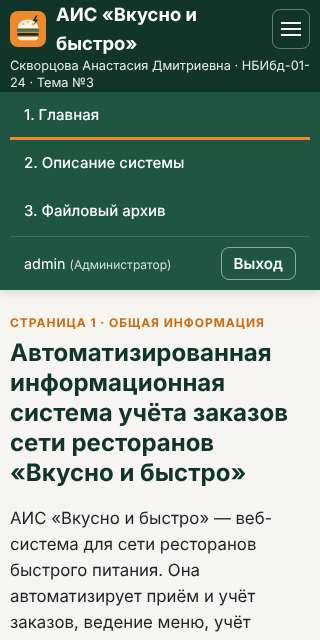 АИС «Вкусно и
быстро»
Скворцова Анастасия Дмитриевна · НБИбд-01-
24 · Тема №3
1. Главная
2. Описание системы
3. Файловый архив
admin (Администратор)
Выход
СТРАНИЦА 1 · ОБЩАЯ ИНФОРМАЦИЯ
Автоматизированная
информационная
система учёта заказов
сети ресторанов
«Вкусно и быстро»
АИС «Вкусно и быстро» — веб-
система для сети ресторанов
быстрого питания. Она
автоматизирует приём и учёт
заказов, ведение меню, учёт